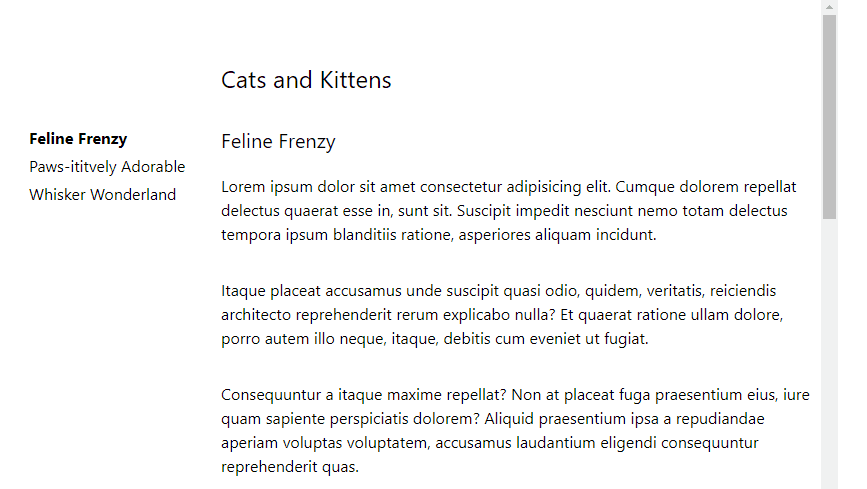 Cats and Kittens
Feline Frenzy
Paws-ititvely Adorable
Whisker Wonderland
Feline Frenzy
Lorem ipsum dolor sit amet consectetur adipisicing elit. Cumque dolorem repellat
delectus quaerat esse in, sunt sit. Suscipit impedit nesciunt nemo totam delectus
tempora ipsum blanditiis ratione, asperiores aliquam incidunt.
Itaque placeat accusamus unde suscipit quasi odio, quidem, veritatis, reiciendis
architecto reprehenderit rerum explicabo nulla? Et quaerat ratione ullam dolore,
porro autem illo neque, itaque, debitis cum eveniet ut fugiat.
Consequuntur a itaque maxime repellat? Non at placeat fuga praesentium eius, iure
quam sapiente perspiciatis dolorem? Aliquid praesentium ipsa a repudiandae
aperiam voluptas voluptatem, accusamus laudantium eligendi consequuntur
reprehenderit quas.